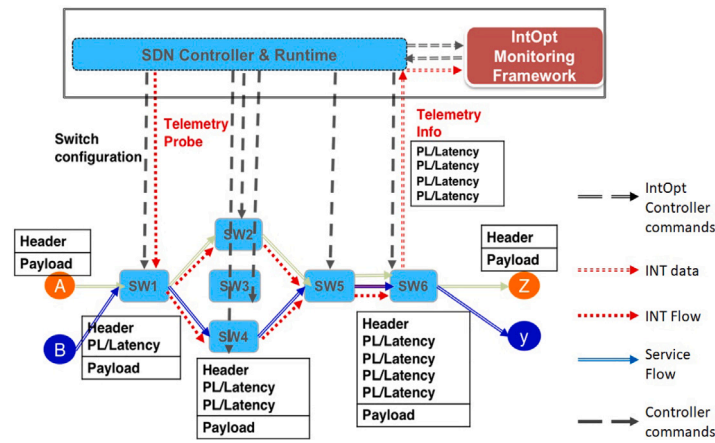 SDN Controller & Runtime
IntOpt
Monitoring
Framework
Switch
configuration
Telemetry
Probe
Telemetry
Info
PL/Latency
PL/Latency
PL/Latency
PL/Latency
Header
Payload
A
B
SW1
SW2
SW3
SW4
SW5
SW6
Z
y
Header
Payload
Header
PL/Latency
Payload
Header
PL/Latency
PL/Latency
Payload
Header
PL/Latency
PL/Latency
PL/Latency
PL/Latency
Payload
IntOpt
Controller
commands
INT data
INT Flow
Service
Flow
Controller
commands